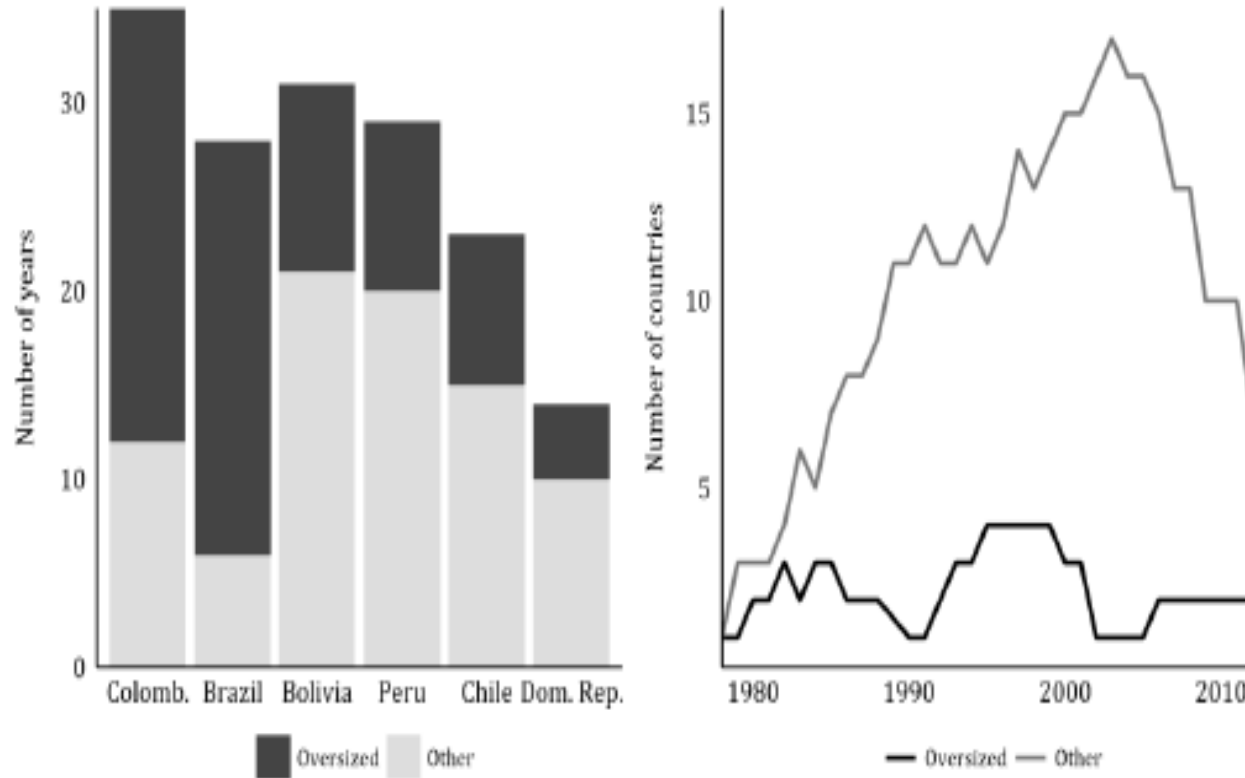 Number of years
30
20
10
0
Colomb. Brazil Bolivia Peru Chile Dom. Rep.
Oversized Other
Number of countries
15
10
5
1980 1990 2000 2010
Oversized Other